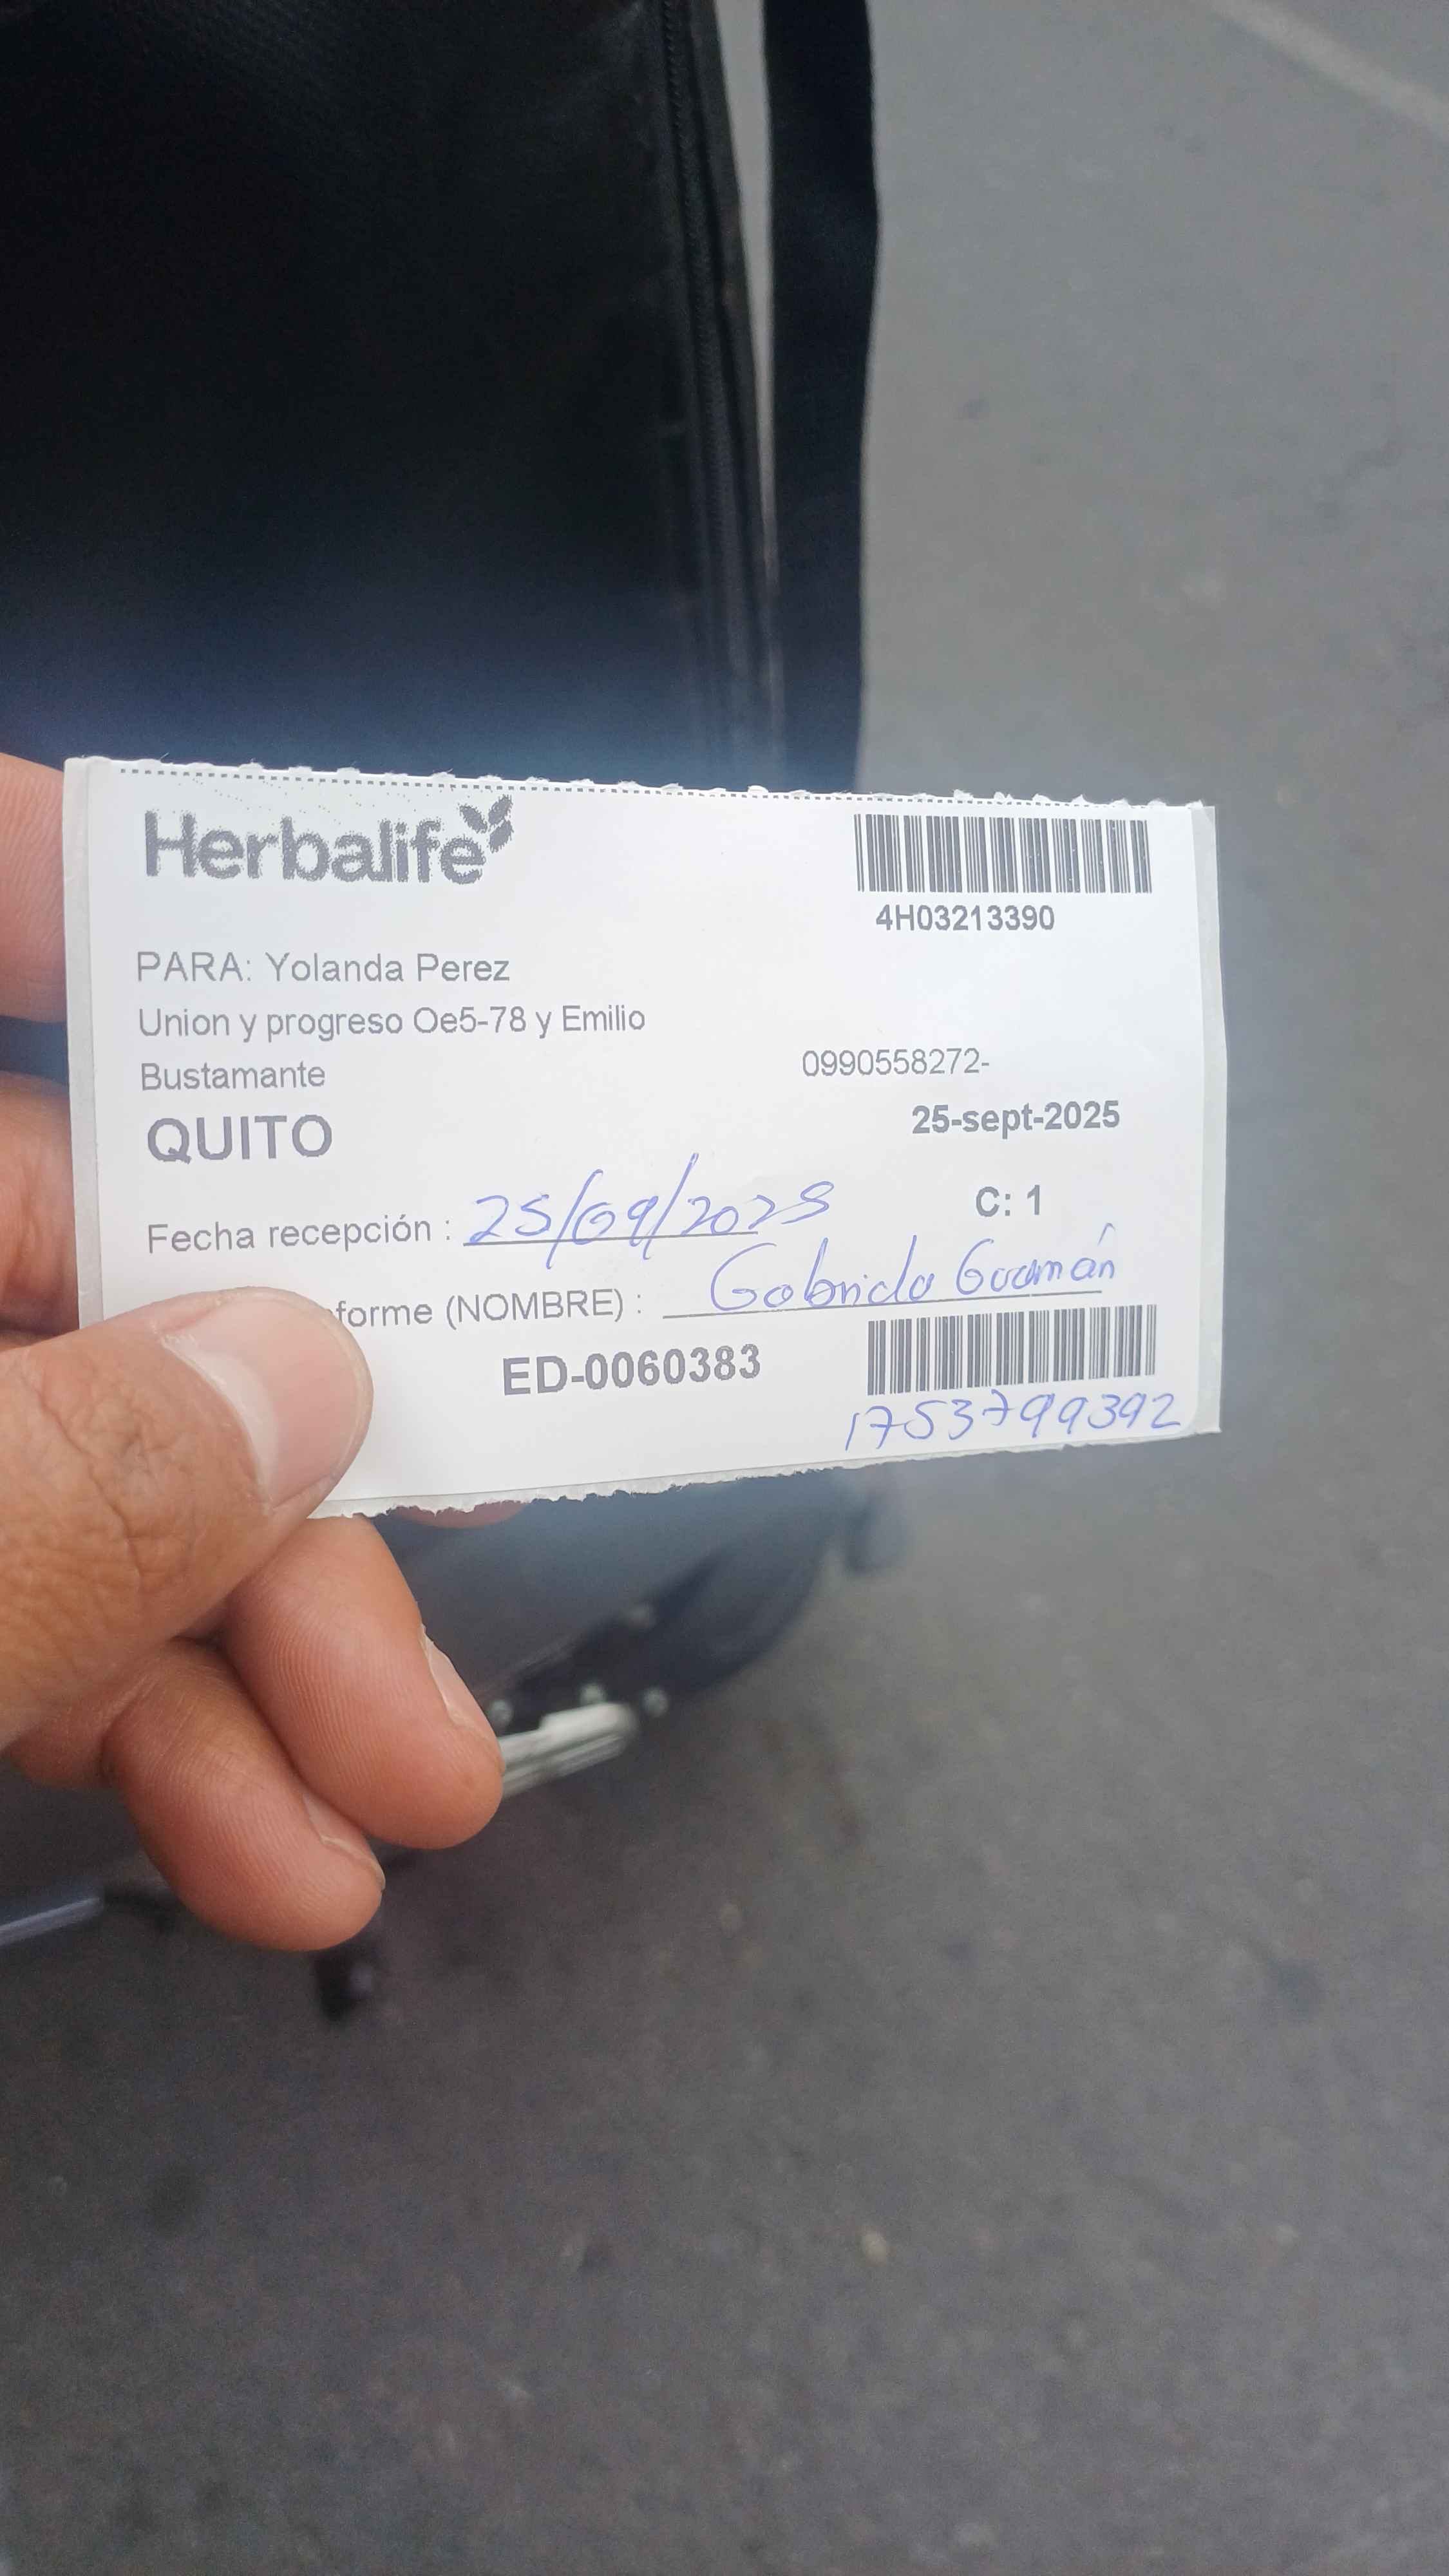 Herbalife
4H03213390
PARA: Yolanda Perez
Union y progreso Oe5-78 y Emilio
Bustamante
0990558272-
QUITO
25-sept-2025
Fecha recepción : 25/09/2025
C: 1
forme (NOMBRE) : Gabriela Guamán
ED-0060383
1753799392